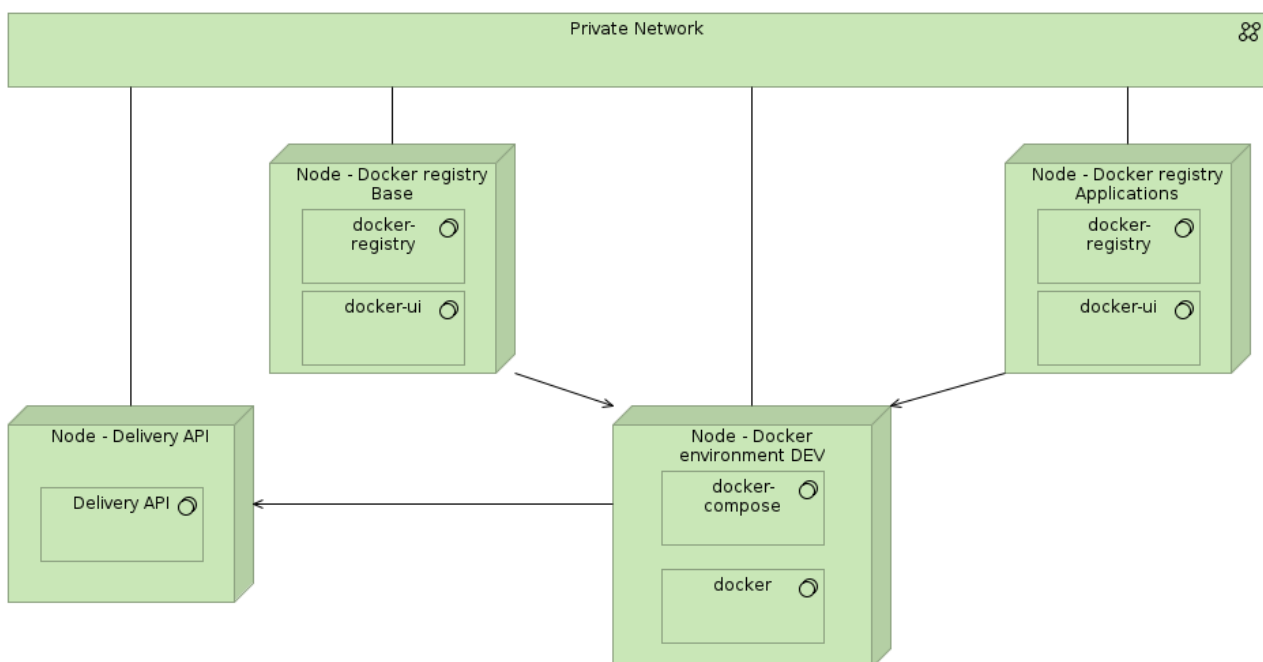 Private Network
Node - Docker registry
Base
docker-
registry
docker-ui
Node - Docker registry
Applications
docker-
registry
docker-ui
Node - Delivery API
Delivery API
Node - Docker
environment DEV
docker-
compose
docker